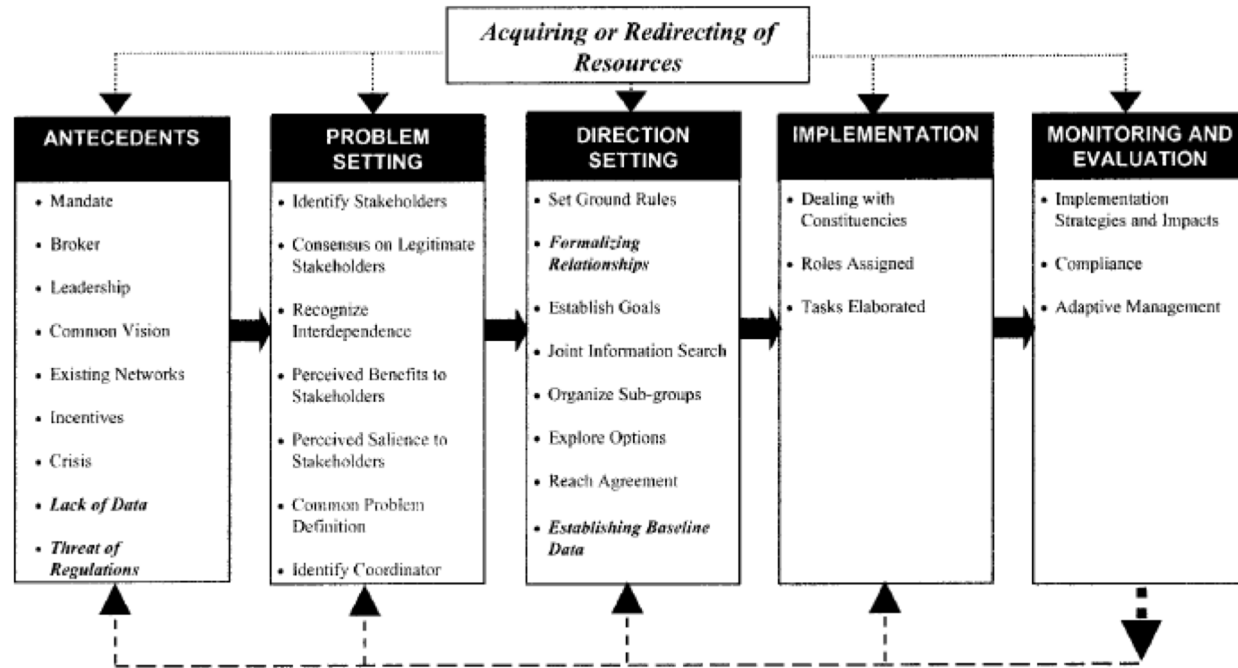 Acquiring or Redirecting of
Resources
ANTECEDENTS
• Mandate
• Broker
• Leadership
• Common Vision
• Existing Networks
• Incentives
• Crisis
• Lack of Data
• Threat of
Regulations
PROBLEM
SETTING
• Identify Stakeholders
• Consensus on Legitimate
Stakeholders
• Recognize
Interdependence
• Perceived Benefits to
Stakeholders
• Perceived Salience to
Stakeholders
• Common Problem
Definition
• Identify Coordinator
DIRECTION
SETTING
• Set Ground Rules
• Formalizing
Relationships
• Establish Goals
• Joint Information Search
• Organize Sub-groups
• Explore Options
• Reach Agreement
• Establishing Baseline
Data
IMPLEMENTATION
• Dealing with
Constituencies
• Roles Assigned
• Tasks Elaborated
MONITORING AND
EVALUATION
• Implementation
Strategies and Impacts
• Compliance
• Adaptive Management